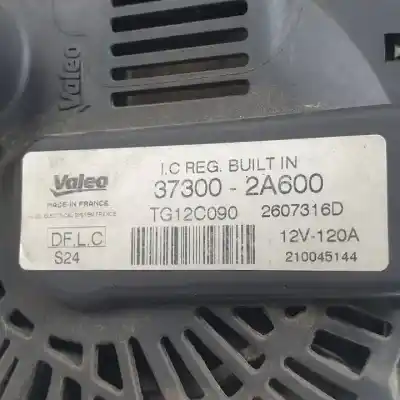 Valeo
I.C REG. BUILT IN
Valeo
37300 - 2A600
MADE IN FRANCE
TG12C090 2607316D
DF.L.C
12V-120A
S24
210045144